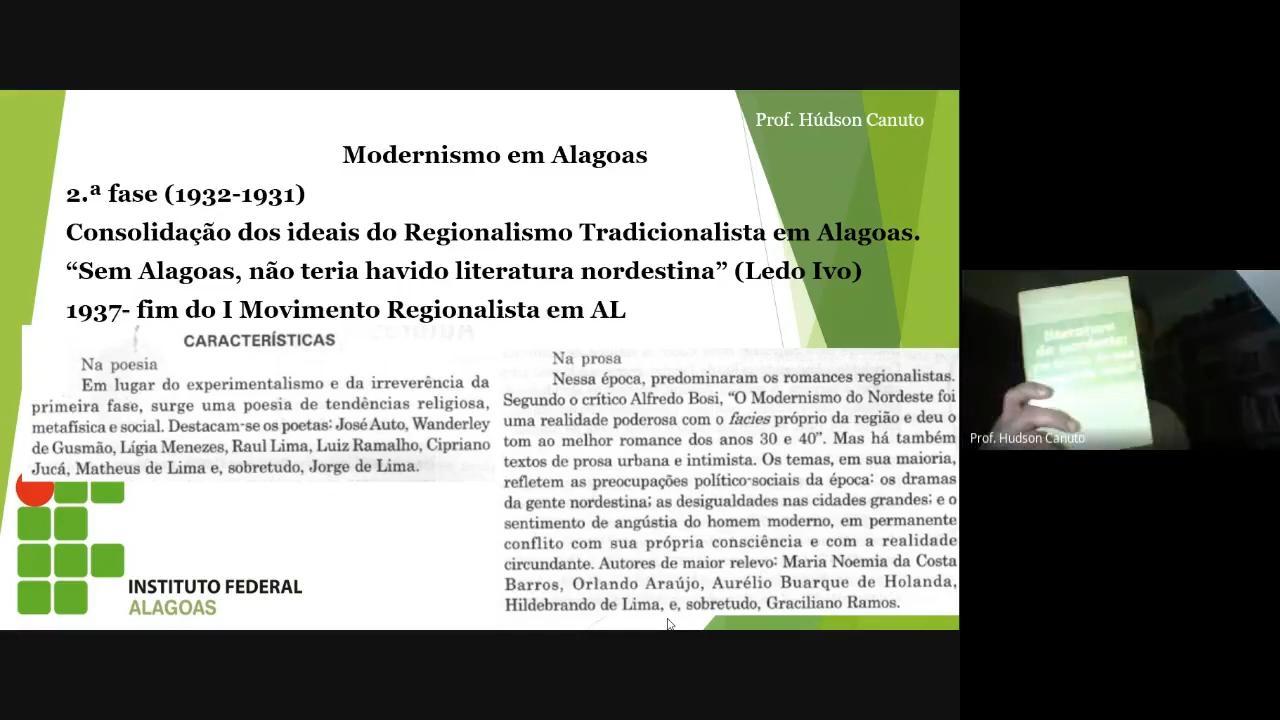 Prof. Húdson Canuto
Modernismo em Alagoas
2.ª fase (1932-1931)
Consolidação dos ideais do Regionalismo Tradicionalista em Alagoas.
“Sem Alagoas, não teria havido literatura nordestina” (Ledo Ivo)
1937- fim do I Movimento Regionalista em AL
CARACTERÍSTICAS
Na poesia
Em lugar do experimentalismo e da irreverência da
primeira fase, surge uma poesia de tendências religiosa,
metafísica e social. Destacam-se os poetas: José Auto, Wanderley
de Gusmão, Lígia Menezes, Raul Lima, Luiz Ramalho, Cipriano
Jucá, Matheus de Lima e, sobretudo, Jorge de Lima.
Na prosa
Nessa época, predominaram os romances regionalistas.
Segundo o crítico Alfredo Bosi, “O Modernismo do Nordeste foi
uma realidade poderosa com o facies próprio da região e deu o
tom ao melhor romance dos anos 30 e 40”. Mas há também
textos de prosa urbana e intimista. Os temas, em sua maioria,
refletem as preocupações político-sociais da época: os dramas
da gente nordestina; as desigualdades nas cidades grandes; e o
sentimento de angústia do homem moderno, em permanente
conflito com sua própria consciência e com a realidade
circundante. Autores de maior relevo: Maria Noemia da Costa
Barros, Orlando Araújo, Aurélio Buarque de Holanda,
Hildebrando de Lima, e, sobretudo, Graciliano Ramos.
INSTITUTO FEDERAL
ALAGOAS
Prof. Hudson Canuto